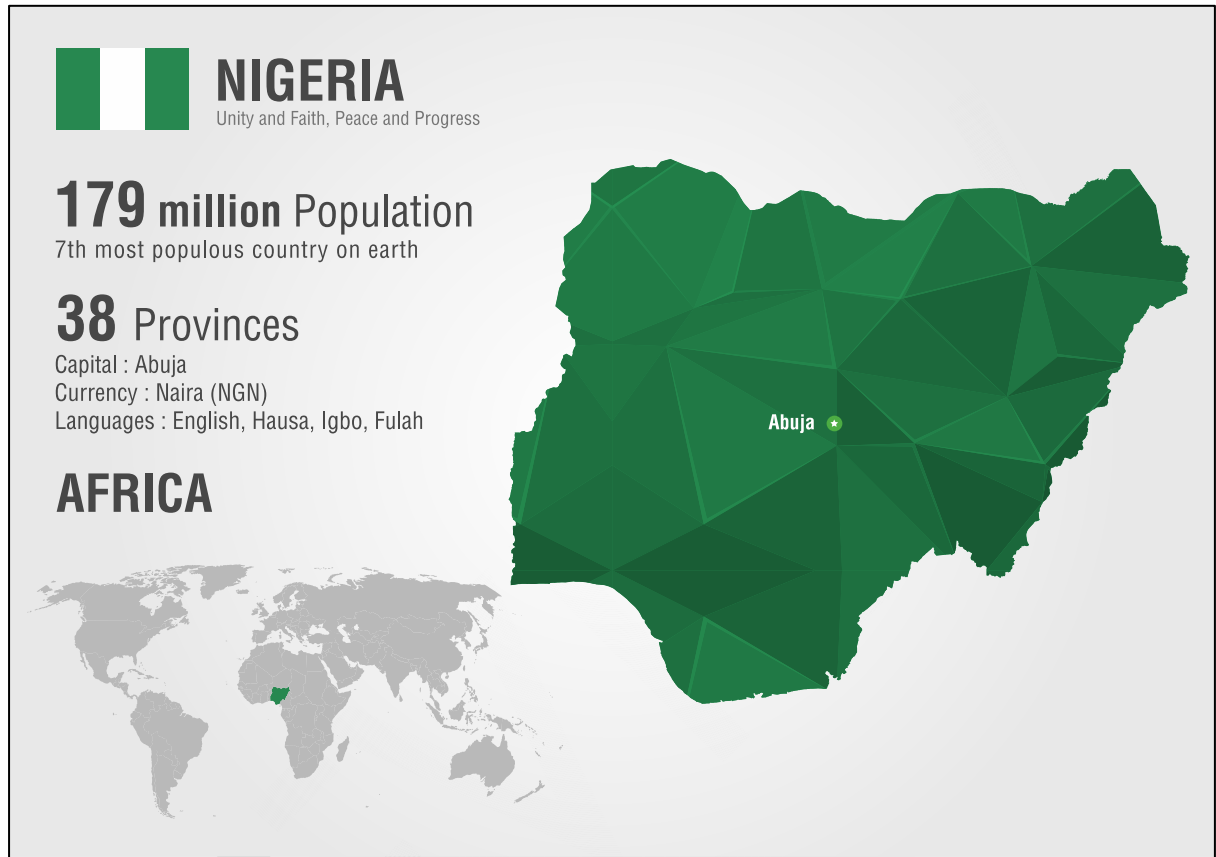 NIGERIA
Unity and Faith, Peace and Progress
179 million Population
7th most populous country on earth
38 Provinces
Capital : Abuja
Currency : Naira (NGN)
Languages : English, Hausa, Igbo, Fulah
AFRICA
Abuja